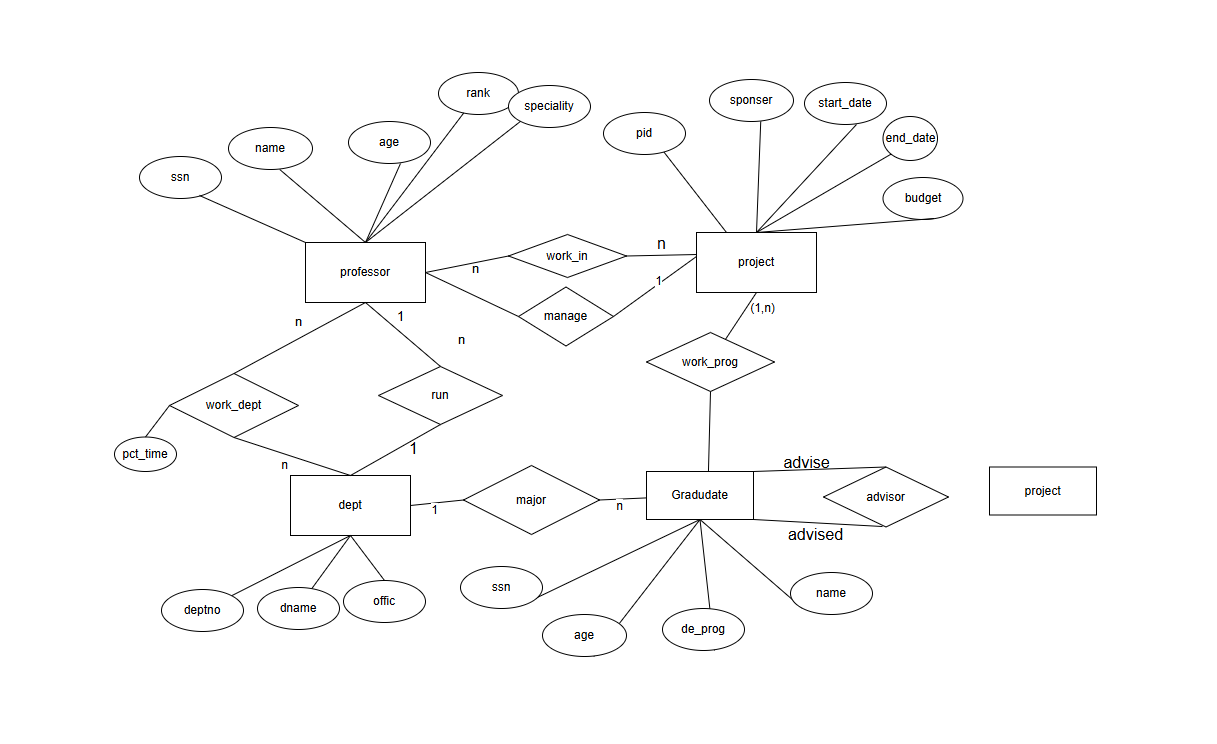 rank
speciality
sponser
start_date
pid
end_date
name
age
ssn
budget
n
work_in
project
professor
n
1
manage
(1,n)
n
1
n
work_prog
run
work_dept
1
pct_time
n
advise
project
Gradudate
advisor
major
dept
1
n
advised
ssn
name
offic
dname
deptno
de_prog
age